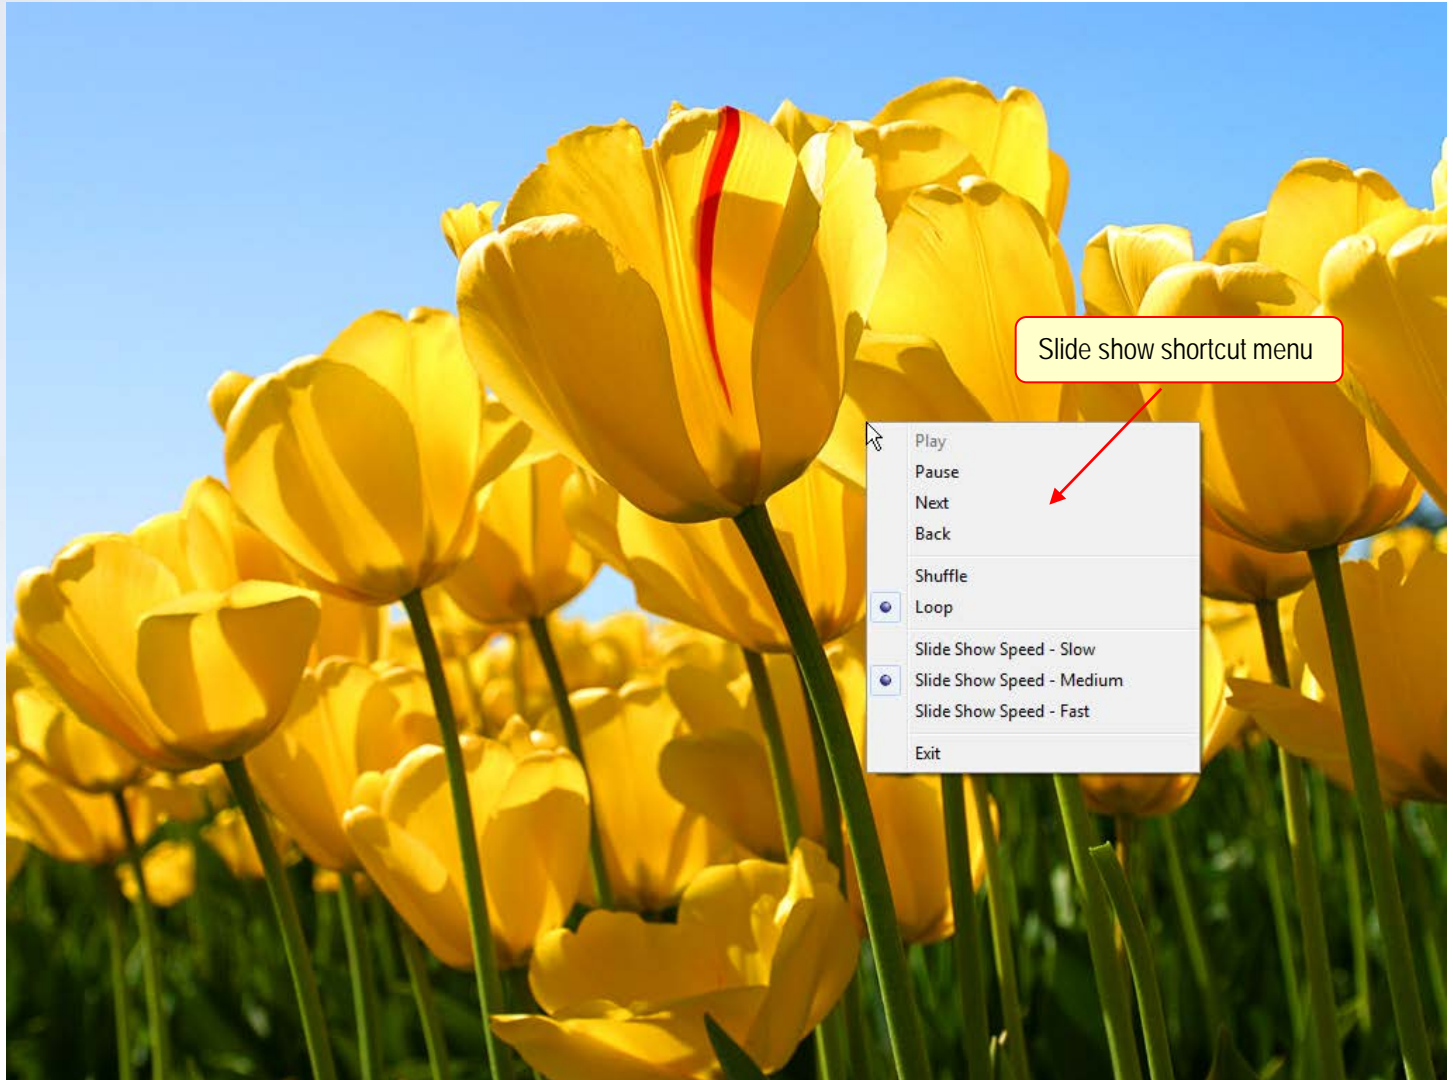 Slide show shortcut menu
Play
Pause
Next
Back
Shuffle
Loop
Slide Show Speed - Slow
Slide Show Speed - Medium
Slide Show Speed - Fast
Exit